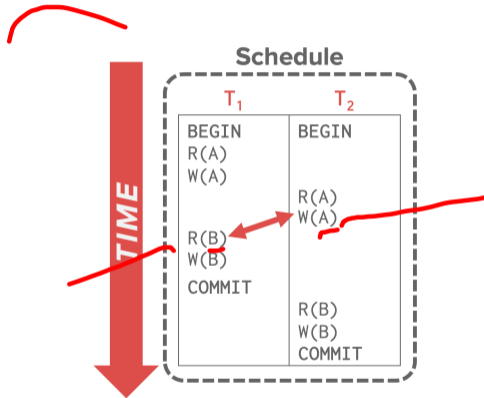 Schedule
TIME
T1 T2
BEGIN BEGIN
R(A)
W(A)
R(A)
W(A)
R(B)
W(B)
COMMIT
R(B)
W(B)
COMMIT